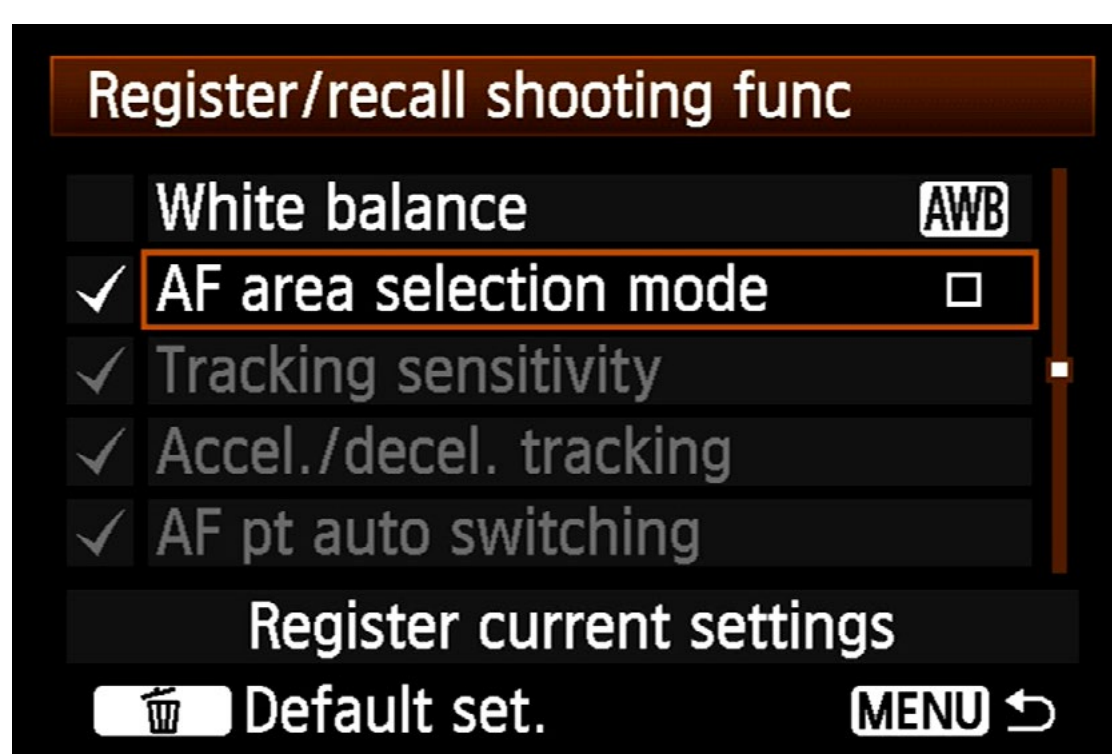 Register/recall shooting func
White balance AWB
AF area selection mode
Tracking sensitivity
Accel./decel. tracking
AF pt auto switching
Register current settings
Default set. MENU